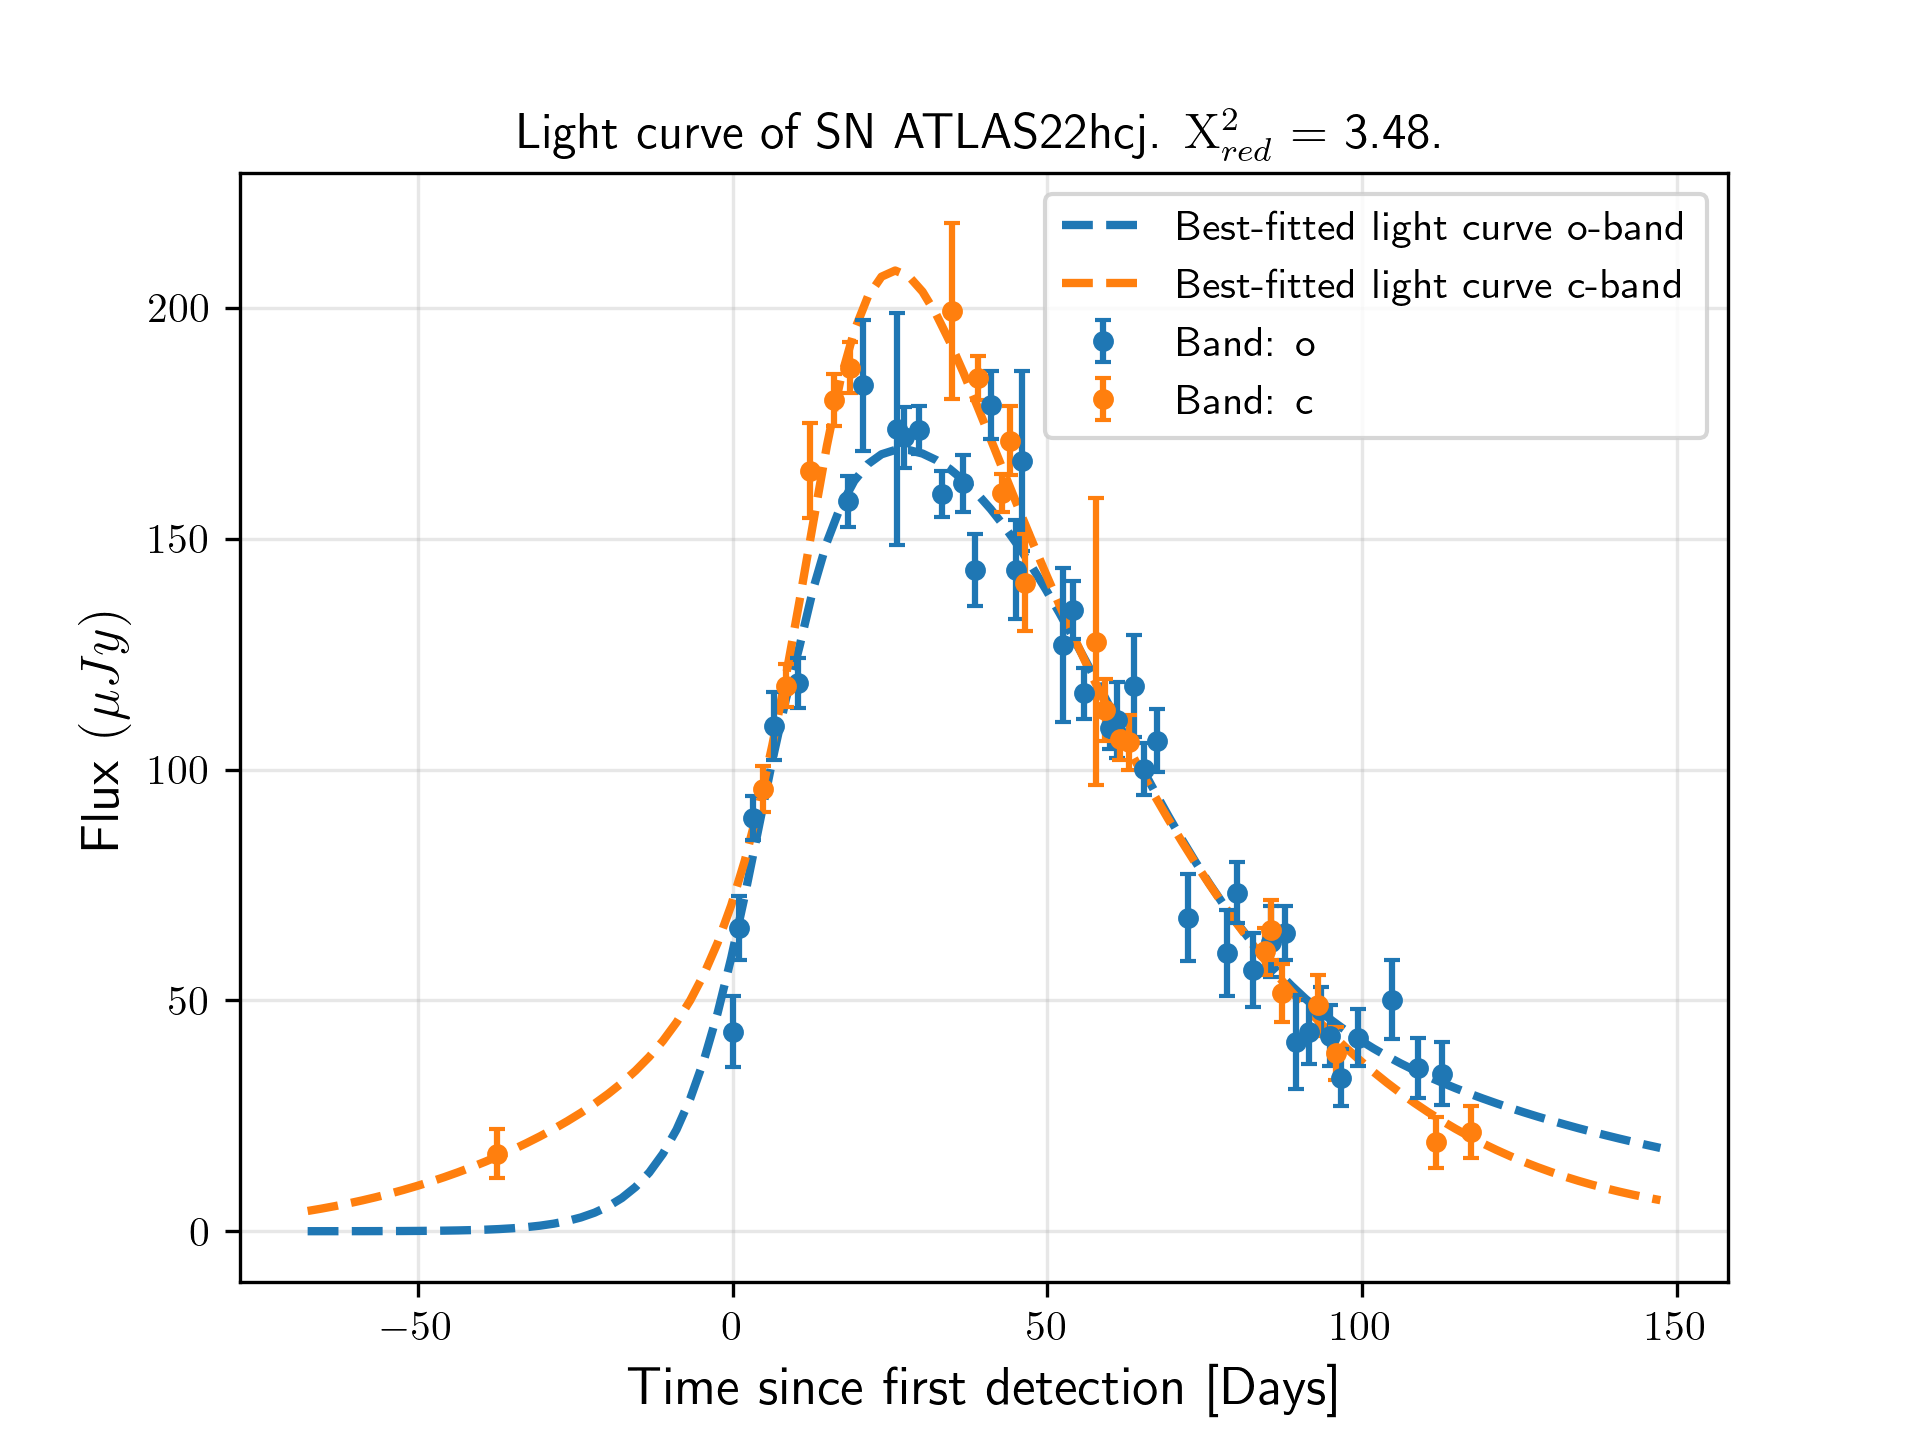 Light curve of SN ATLAS22hcj. X²_red = 3.48.
Best-fitted light curve o-band
Best-fitted light curve c-band
Band: o
Band: c
Flux (μJy)
200
150
100
50
0
−50 0 50 100 150
Time since first detection [Days]